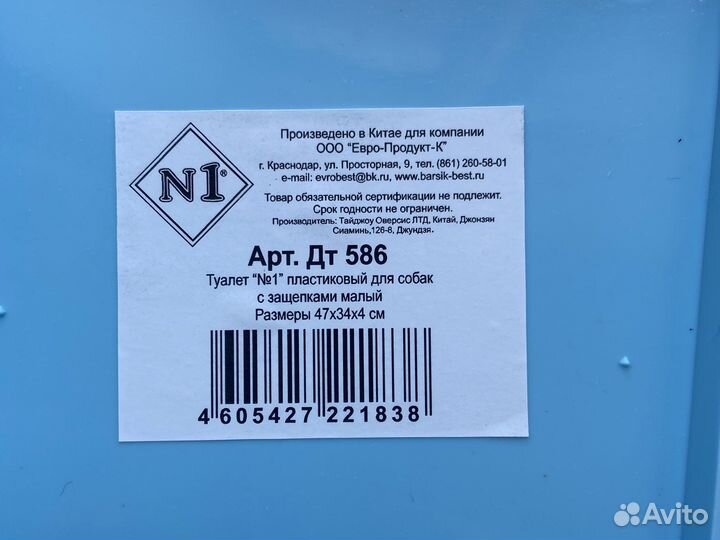 N1®
Произведено в Китае для компании
ООО "Евро-Продукт-К"
г. Краснодар, ул. Просторная, 9, тел. (861) 260-58-01
e-mail: evrobest@bk.ru, www.barsik-best.ru
Товар обязательной сертификации не подлежит.
Срок годности не ограничен.
Производитель: Тайджоу Оверсис ЛТД, Китай, Джонзян
Сиаминь,126-8, Джундзя.
Арт. Дт 586
Туалет "№1" пластиковый для собак
с защепками малый
Размеры 47х34х4 см
4 605427 221838
Avito